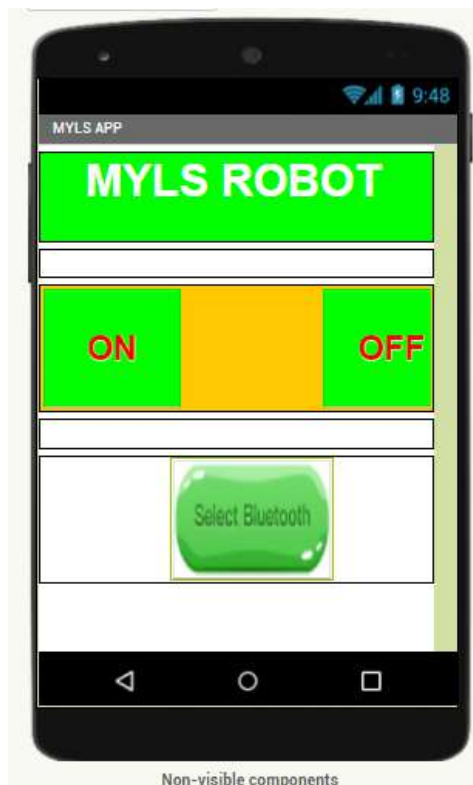 9:48
MYLS APP
MYLS ROBOT
ON OFF
Select Bluetooth
Non-visible components